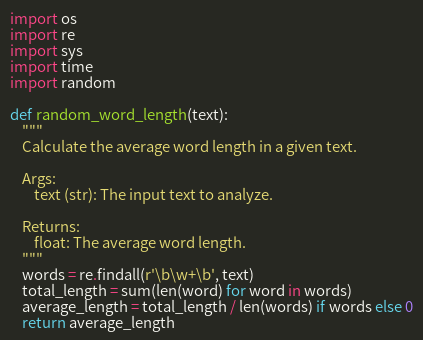 import os
import re
import sys
import time
import random

def random_word_length(text):
    """
    Calculate the average word length in a given text.

    Args:
        text (str): The input text to analyze.

    Returns:
        float: The average word length.
    """
    words = re.findall(r'\b\w+\b', text)
    total_length = sum(len(word) for word in words)
    average_length = total_length / len(words) if words else 0
    return average_length